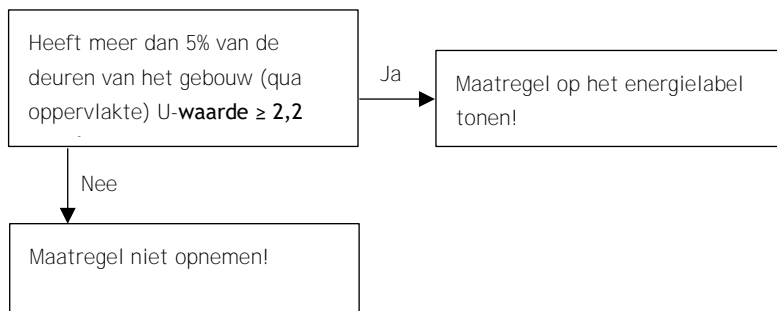 Heeft meer dan 5% van de
deuren van het gebouw (qua
oppervlakte) U-waarde ≥ 2,2
Ja
Maatregel op het energielabel
tonen!
Nee
Maatregel niet opnemen!